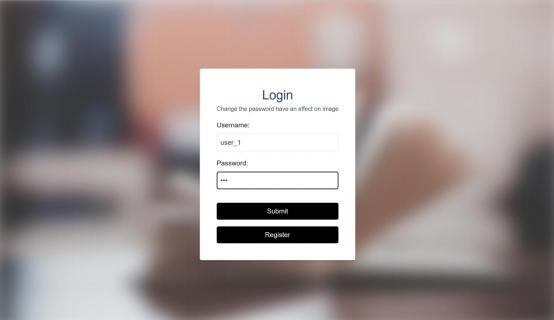 Login
Change the password have an effect on image
Username:
user_1
Password:
•••
Submit
Register